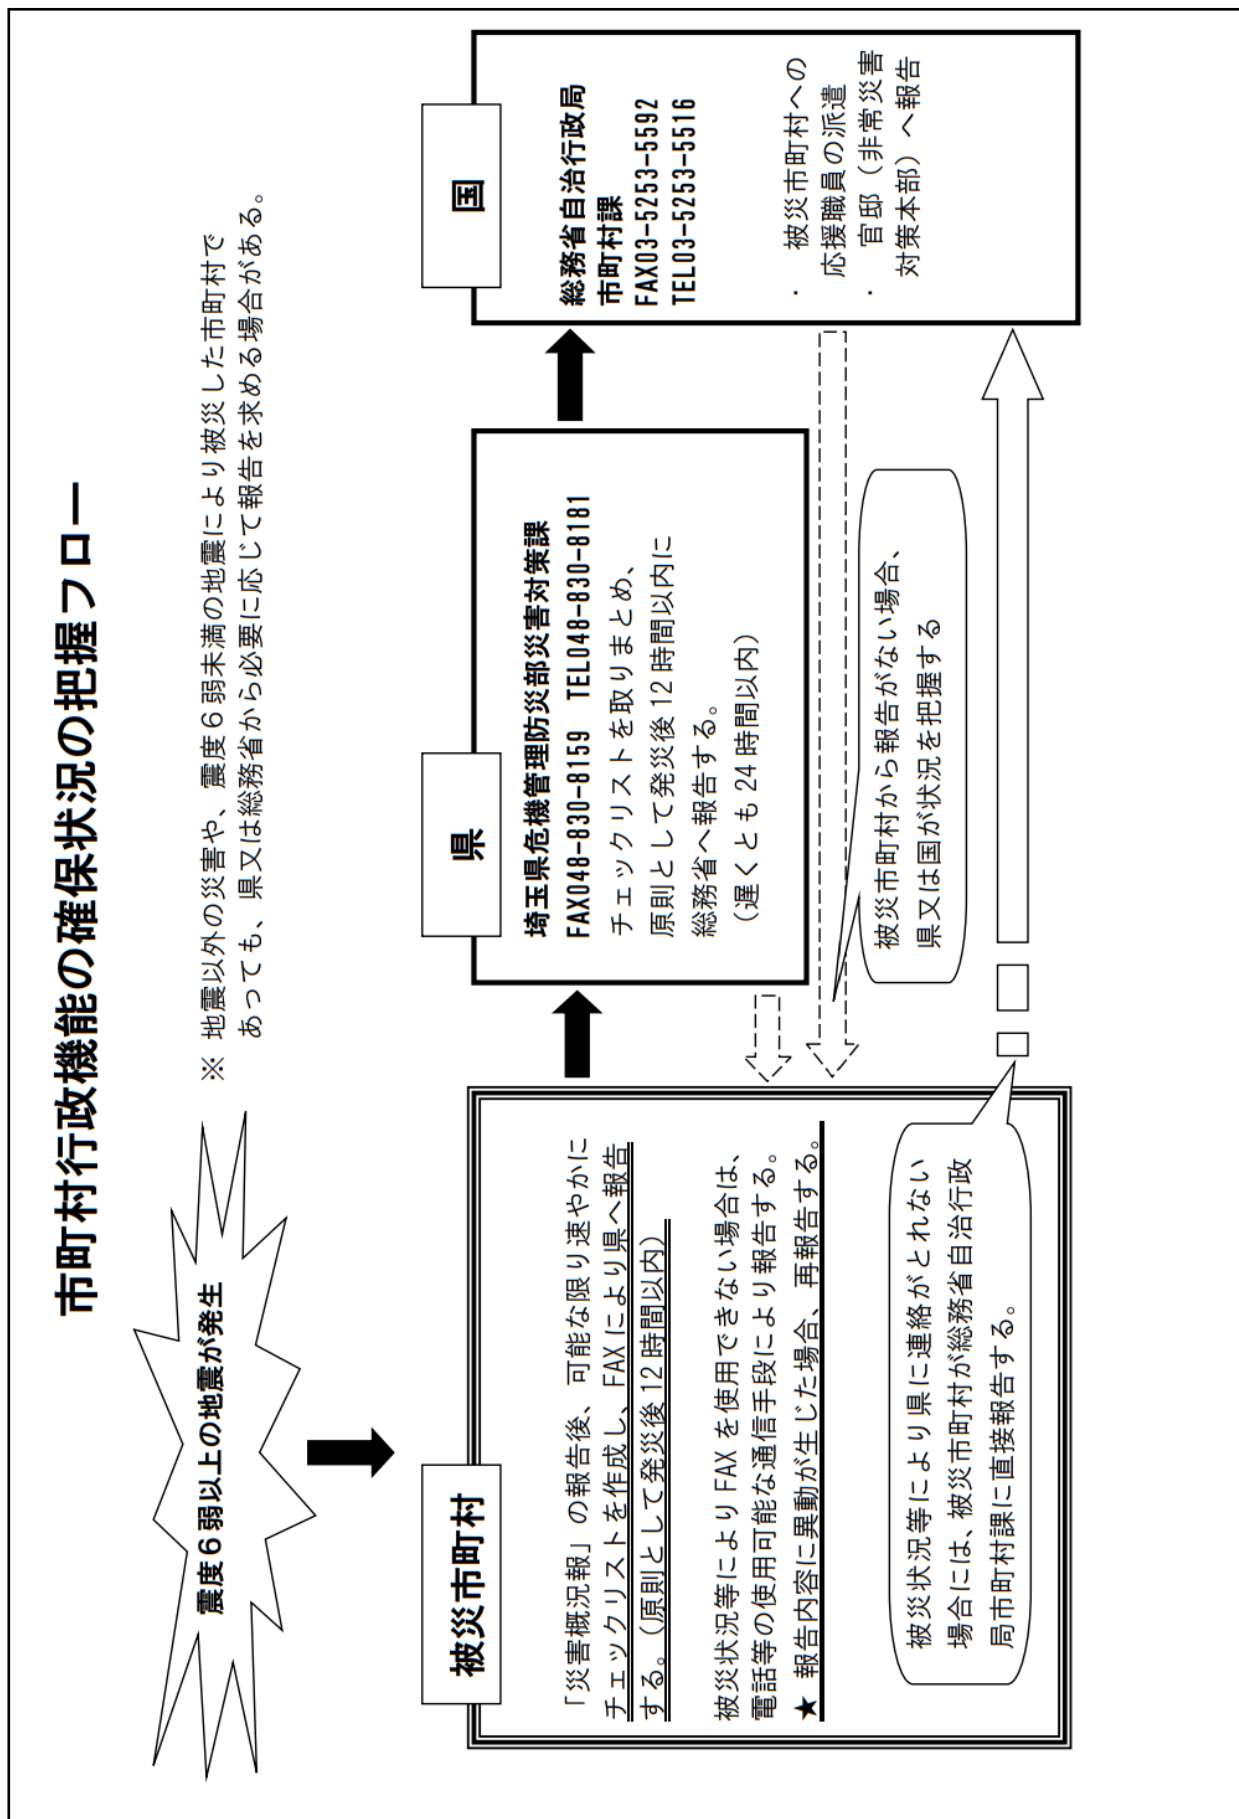 市町村行政機能の確保状況の把握フロー
震度6弱以上の地震が発生
※ 地震以外の災害や、震度6弱未満の地震により被災した市町村で
あっても、県又は総務省から必要に応じて報告を求める場合がある。
被災市町村
「災害概況報」の報告後、可能な限り速やかに
チェックリストを作成し、FAXにより県へ報告
する。（原則として発災後12時間以内）
被災状況等によりFAXを使用できない場合は、
電話等の使用可能な通信手段により報告する。
★ 報告内容に異動が生じた場合、再報告する。
被災状況等により県に連絡がとれない
場合には、被災市町村が総務省自治行政
局市町村課に直接報告する。
県
埼玉県危機管理防災部災害対策課
FAX048-830-8159 TEL048-830-8181
チェックリストを取りまとめ、
原則として発災後12時間以内に
総務省へ報告する。
（遅くとも24時間以内）
被災市町村から報告がない場合、
県又は国が状況を把握する
国
総務省自治行政局
市町村課
FAX03-5253-5592
TEL03-5253-5516
・ 被災市町村への
応援職員の派遣
・ 官邸（非常災害
対策本部）へ報告